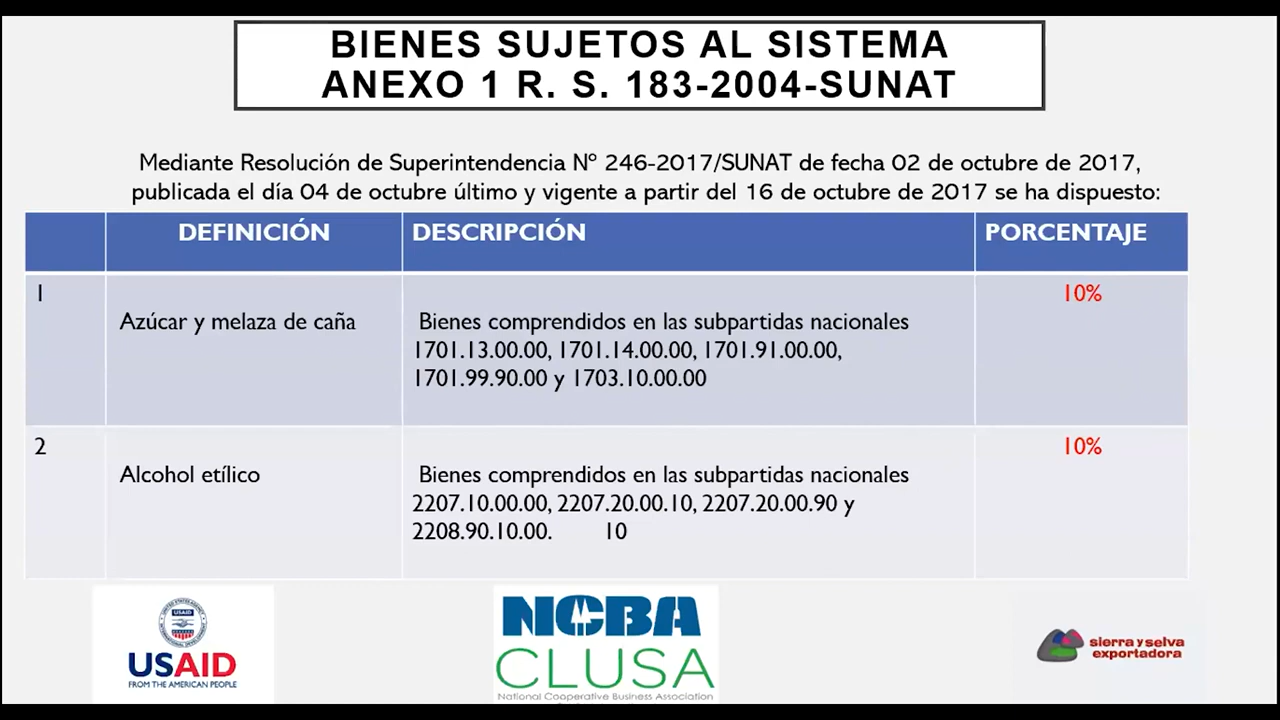 BIENES SUJETOS AL SISTEMA
ANEXO 1 R. S. 183-2004-SUNAT
Mediante Resolución de Superintendencia Nº 246-2017/SUNAT de fecha 02 de octubre de 2017,
publicada el día 04 de octubre último y vigente a partir del 16 de octubre de 2017 se ha dispuesto:
DEFINICIÓN DESCRIPCIÓN PORCENTAJE
1 10%
Azúcar y melaza de caña Bienes comprendidos en las subpartidas nacionales
1701.13.00.00, 1701.14.00.00, 1701.91.00.00,
1701.99.90.00 y 1703.10.00.00
2 10%
Alcohol etílico Bienes comprendidos en las subpartidas nacionales
2207.10.00.00, 2207.20.00.10, 2207.20.00.90 y
2208.90.10.00. 10
USAID
USAID
FROM THE AMERICAN PEOPLE
NCBA
CLUSA
National Cooperative Business Association
sierra y selva
exportadora